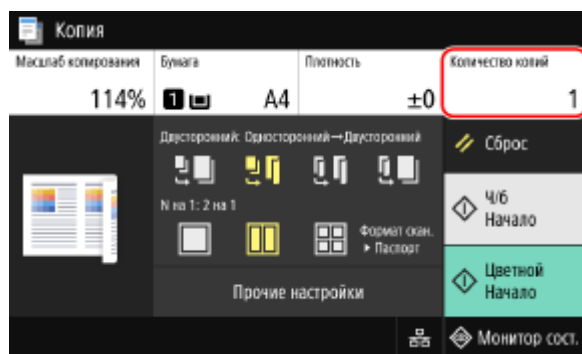 Копия
Масштаб копирования
Бумага
Плотность
Количество копий
114%
1
A4
±0
1
Двусторонний: Односторонний→Двусторонний
Сброс
N на 1: 2 на 1
Ч/б
Начало
Формат скан.
▸ Паспорт
Цветной
Начало
Прочие настройки
Монитор сост.